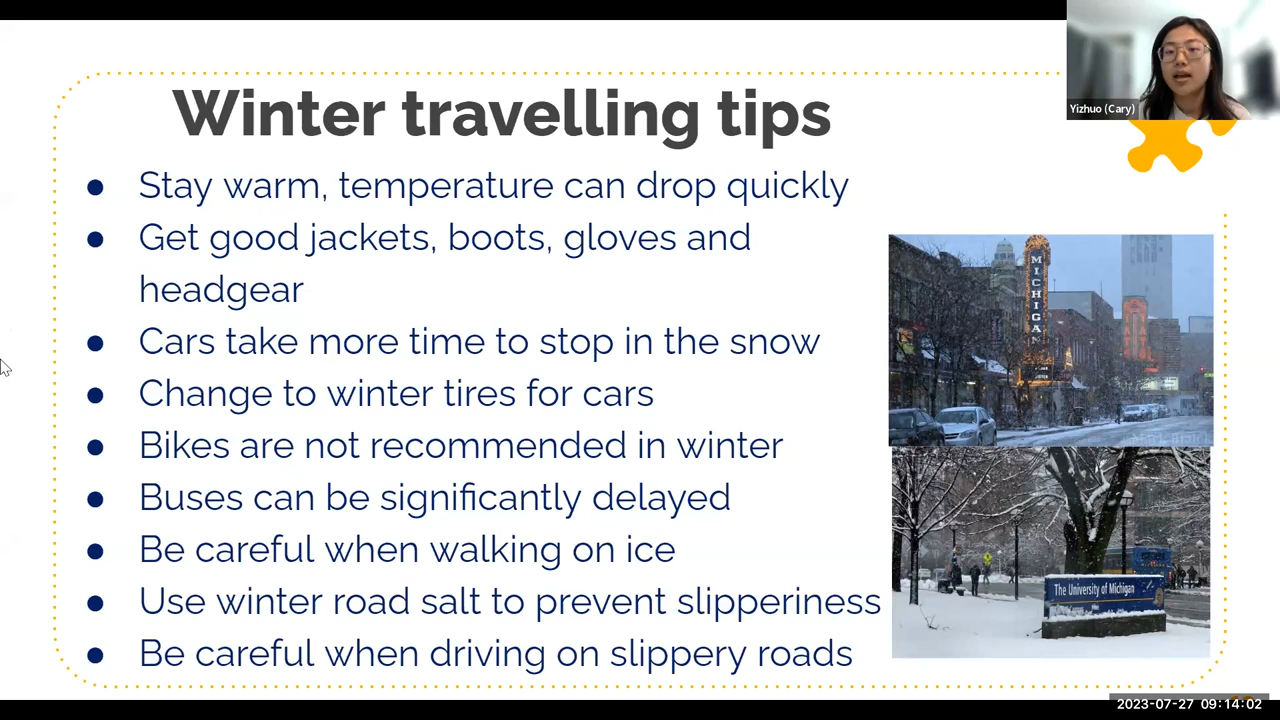 Yizhuo (Cary)
Winter travelling tips
● Stay warm, temperature can drop quickly
● Get good jackets, boots, gloves and
headgear
● Cars take more time to stop in the snow
● Change to winter tires for cars
● Bikes are not recommended in winter
● Buses can be significantly delayed
● Be careful when walking on ice
● Use winter road salt to prevent slipperiness
● Be careful when driving on slippery roads
MICHIGAN
The University of Michigan
2023-07-27 09:14:02